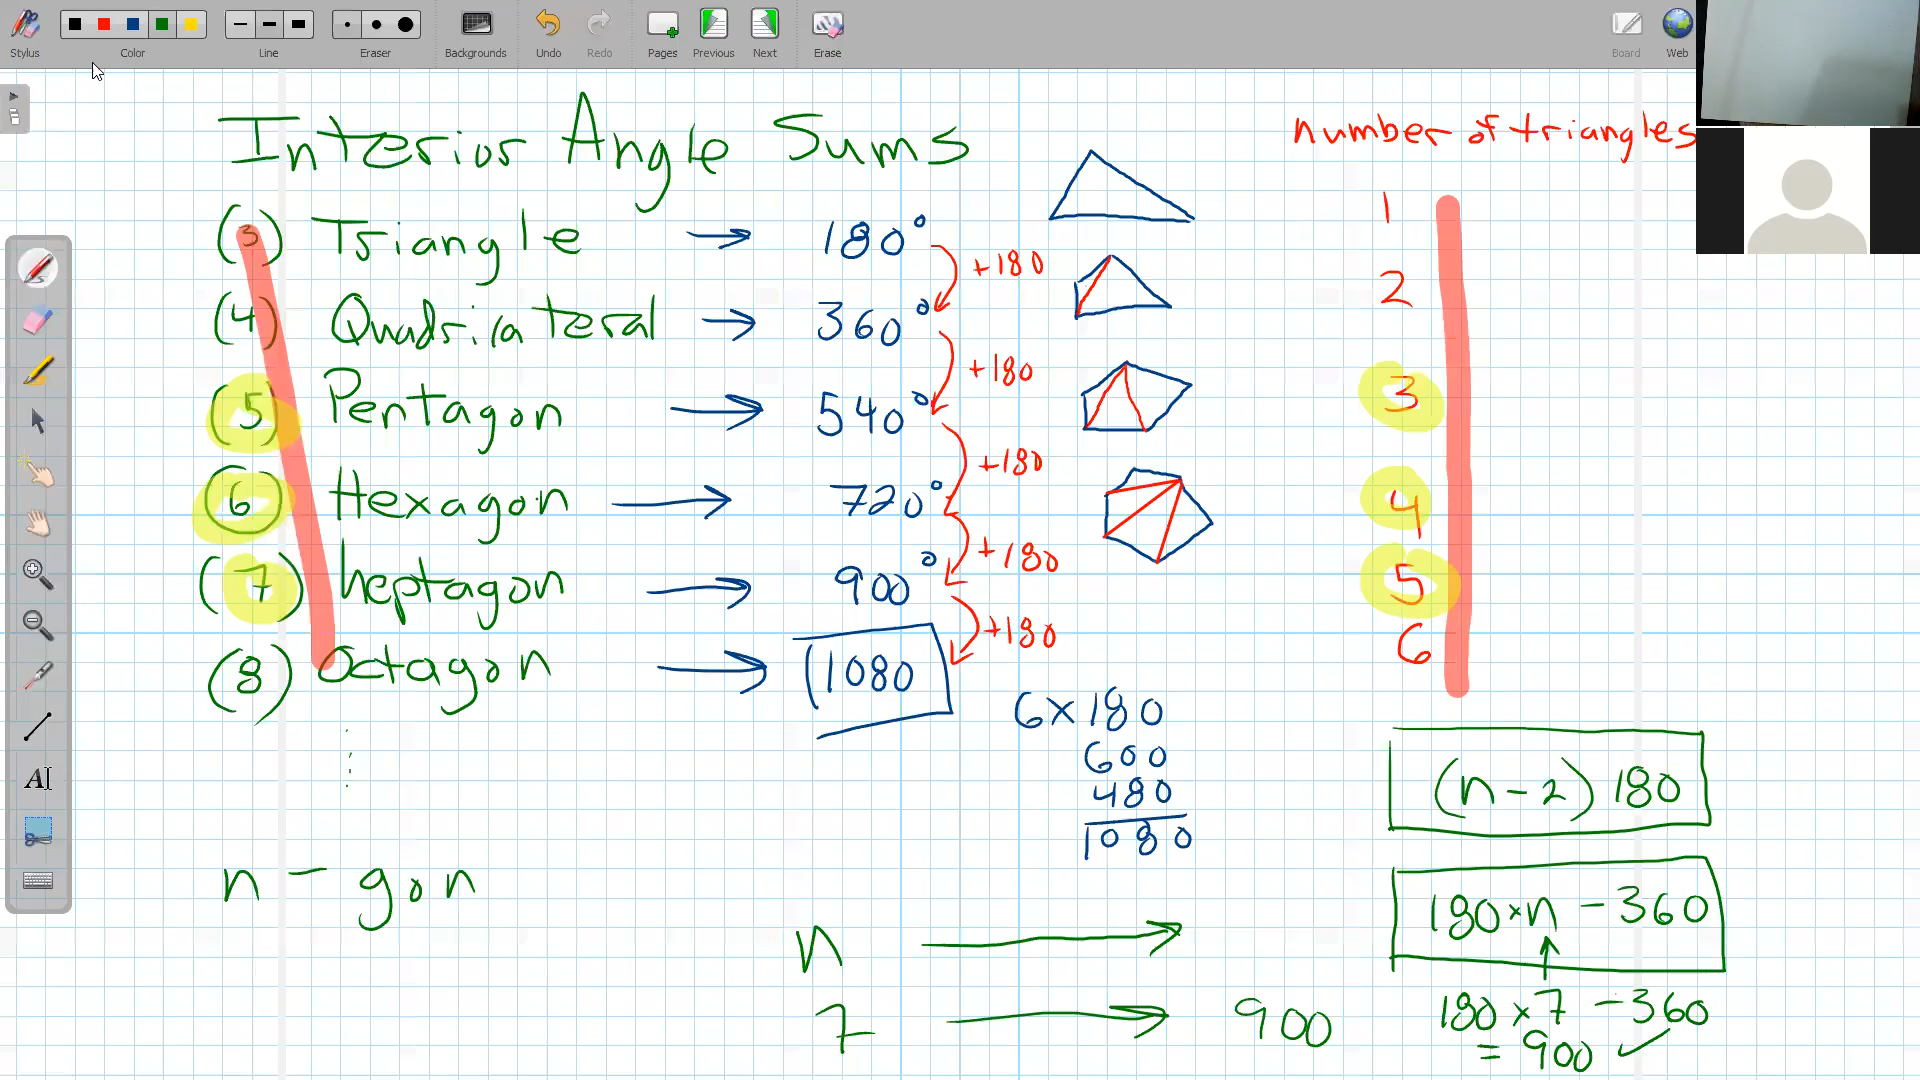 Stylus Color Line Eraser Backgrounds Undo Redo Pages Previous Next Erase Board Web
Interior Angle Sums
number of triangles
(3) Triangle → 180° 1
+180
(4) Quadrilateral → 360° 2
+180
(5) Pentagon → 540° 3
+180
(6) Hexagon → 720° 4
+180
(7) heptagon → 900° 5
+180
(8) Octagon → 1080 6
6×180
600
480
1080
(n-2) 180
n - gon
180×n - 360
n →
7 → 900
180 × 7 - 360
= 900 ✓
AI